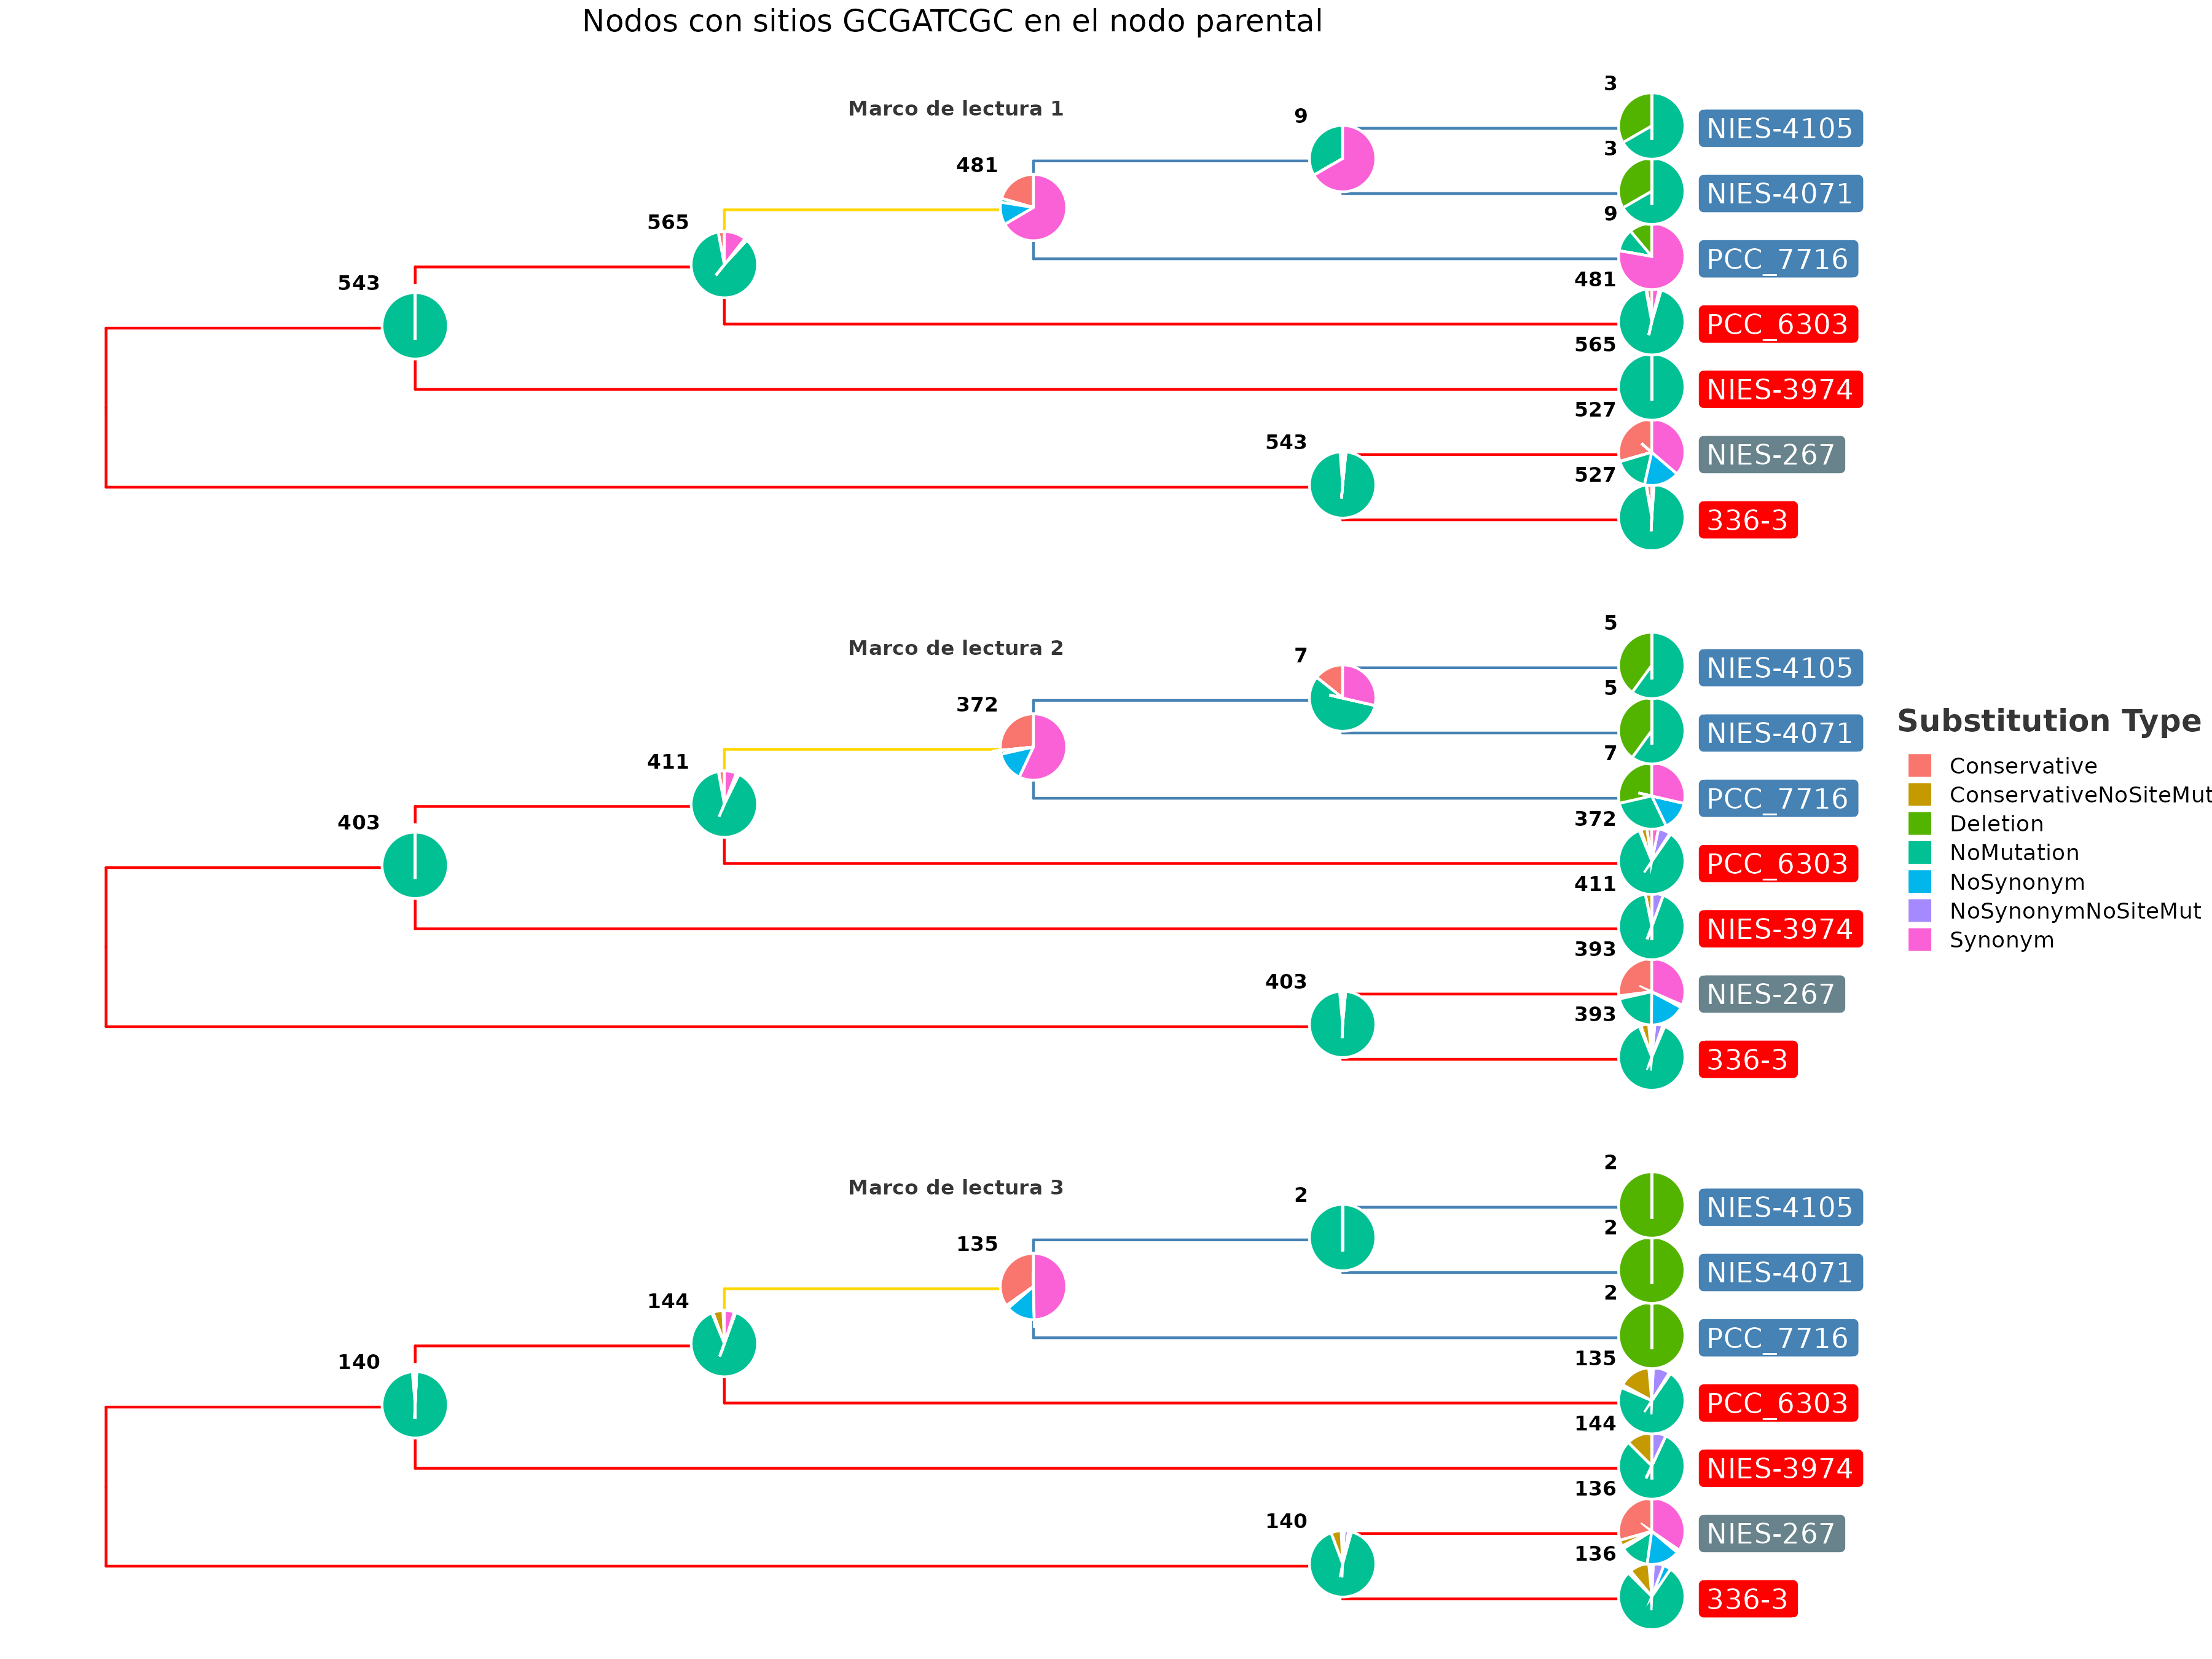 Nodos con sitios GCGATCGC en el nodo parental
Marco de lectura 1
3
NIES-4105
9
3
NIES-4071
481
9
PCC_7716
565
481
PCC_6303
543
565
NIES-3974
527
NIES-267
543
527
336-3
Marco de lectura 2
5
NIES-4105
7
5
NIES-4071
372
7
PCC_7716
411
372
PCC_6303
403
411
NIES-3974
393
NIES-267
403
393
336-3
Substitution Type
Conservative
ConservativeNoSiteMut
Deletion
NoMutation
NoSynonym
NoSynonymNoSiteMut
Synonym
Marco de lectura 3
2
NIES-4105
2
2
NIES-4071
135
2
PCC_7716
144
135
PCC_6303
140
144
NIES-3974
136
NIES-267
140
136
336-3